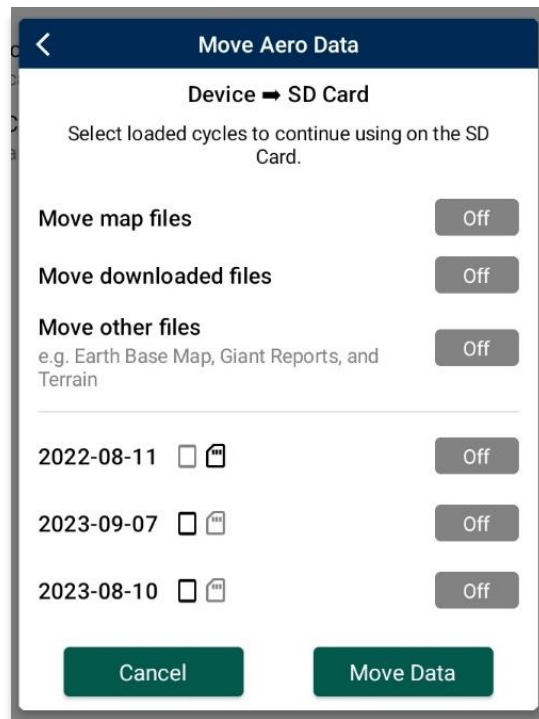 Move Aero Data
Device ➡ SD Card
Select loaded cycles to continue using on the SD
Card.
Move map files
Off
Move downloaded files
Off
Move other files
e.g. Earth Base Map, Giant Reports, and
Terrain
Off
2022-08-11
Off
2023-09-07
Off
2023-08-10
Off
Cancel
Move Data